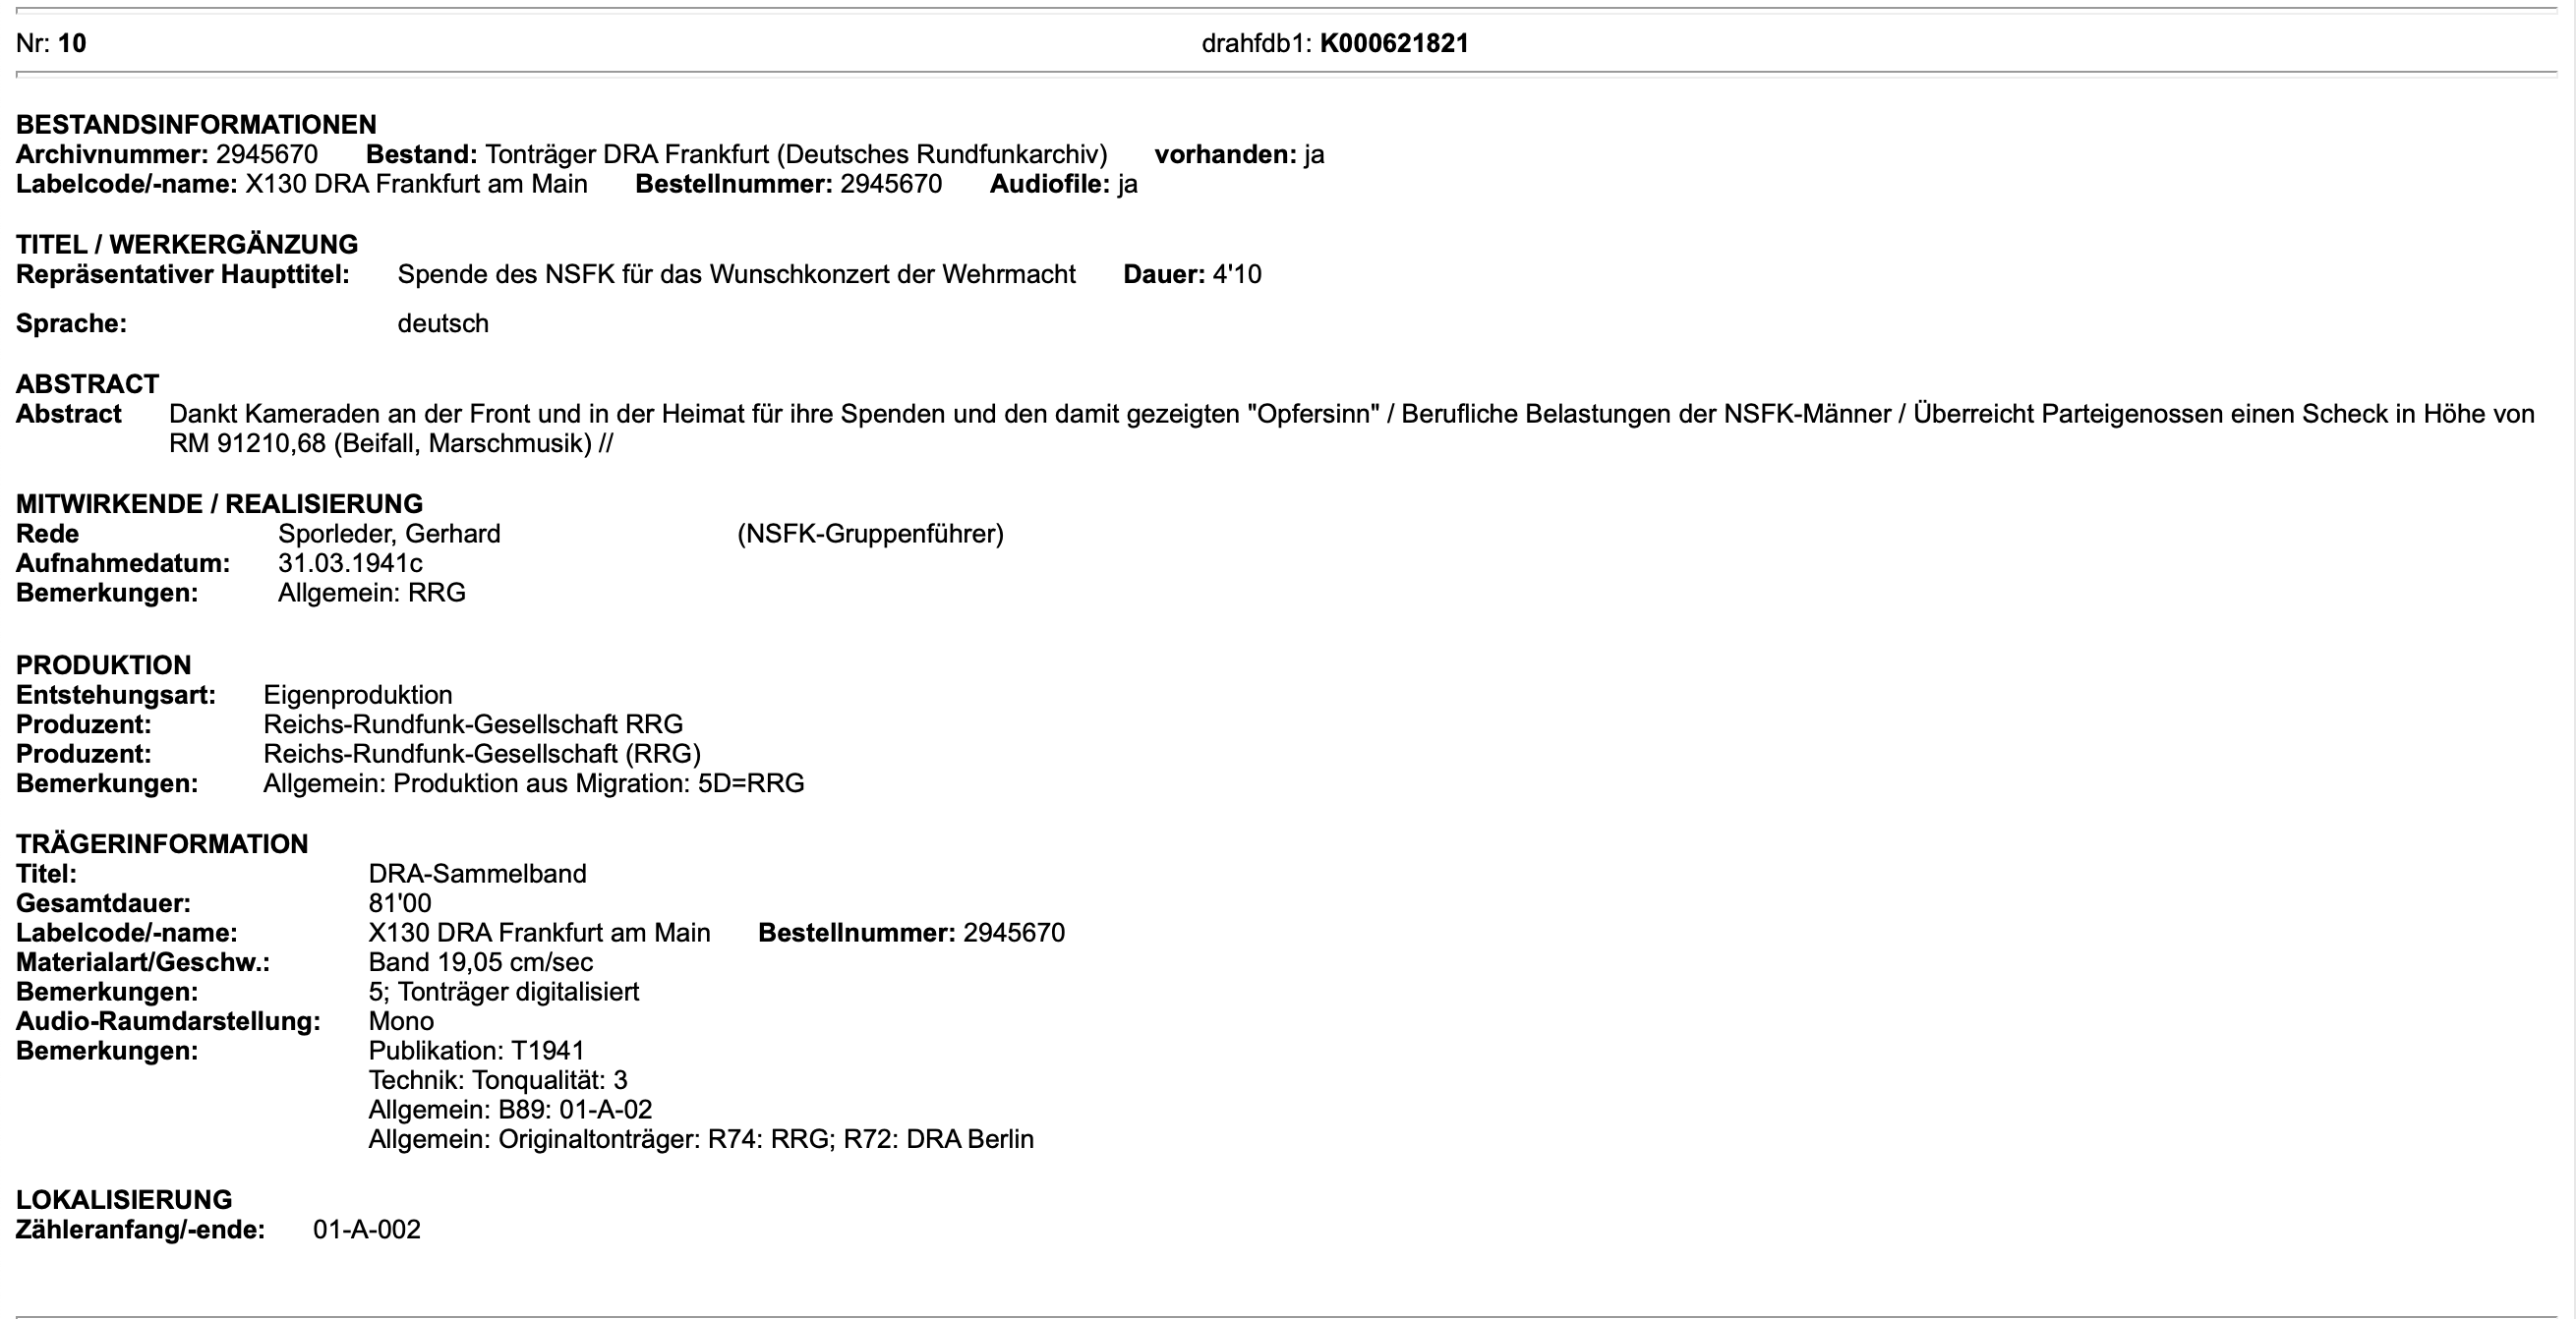 Nr: 10 drahfdb1: K000621821
BESTANDSINFORMATIONEN
Archivnummer: 2945670 Bestand: Tonträger DRA Frankfurt (Deutsches Rundfunkarchiv) vorhanden: ja
Labelcode/-name: X130 DRA Frankfurt am Main Bestellnummer: 2945670 Audiofile: ja
TITEL / WERKERGÄNZUNG
Repräsentativer Haupttitel: Spende des NSFK für das Wunschkonzert der Wehrmacht Dauer: 4'10
Sprache: deutsch
ABSTRACT
Abstract Dankt Kameraden an der Front und in der Heimat für ihre Spenden und den damit gezeigten "Opfersinn" / Berufliche Belastungen der NSFK-Männer / Überreicht Parteigenossen einen Scheck in Höhe von
RM 91210,68 (Beifall, Marschmusik) //
MITWIRKENDE / REALISIERUNG
Rede Sporleder, Gerhard (NSFK-Gruppenführer)
Aufnahmedatum: 31.03.1941c
Bemerkungen: Allgemein: RRG
PRODUKTION
Entstehungsart: Eigenproduktion
Produzent: Reichs-Rundfunk-Gesellschaft RRG
Produzent: Reichs-Rundfunk-Gesellschaft (RRG)
Bemerkungen: Allgemein: Produktion aus Migration: 5D=RRG
TRÄGERINFORMATION
Titel: DRA-Sammelband
Gesamtdauer: 81'00
Labelcode/-name: X130 DRA Frankfurt am Main Bestellnummer: 2945670
Materialart/Geschw.: Band 19,05 cm/sec
Bemerkungen: 5; Tonträger digitalisiert
Audio-Raumdarstellung: Mono
Bemerkungen: Publikation: T1941
Technik: Tonqualität: 3
Allgemein: B89: 01-A-02
Allgemein: Originaltonträger: R74: RRG; R72: DRA Berlin
LOKALISIERUNG
Zähleranfang/-ende: 01-A-002